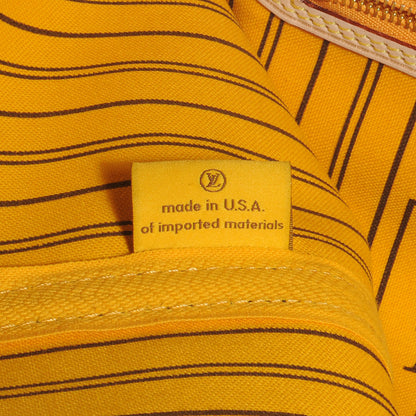 LV
made in U.S.A.
of imported materials